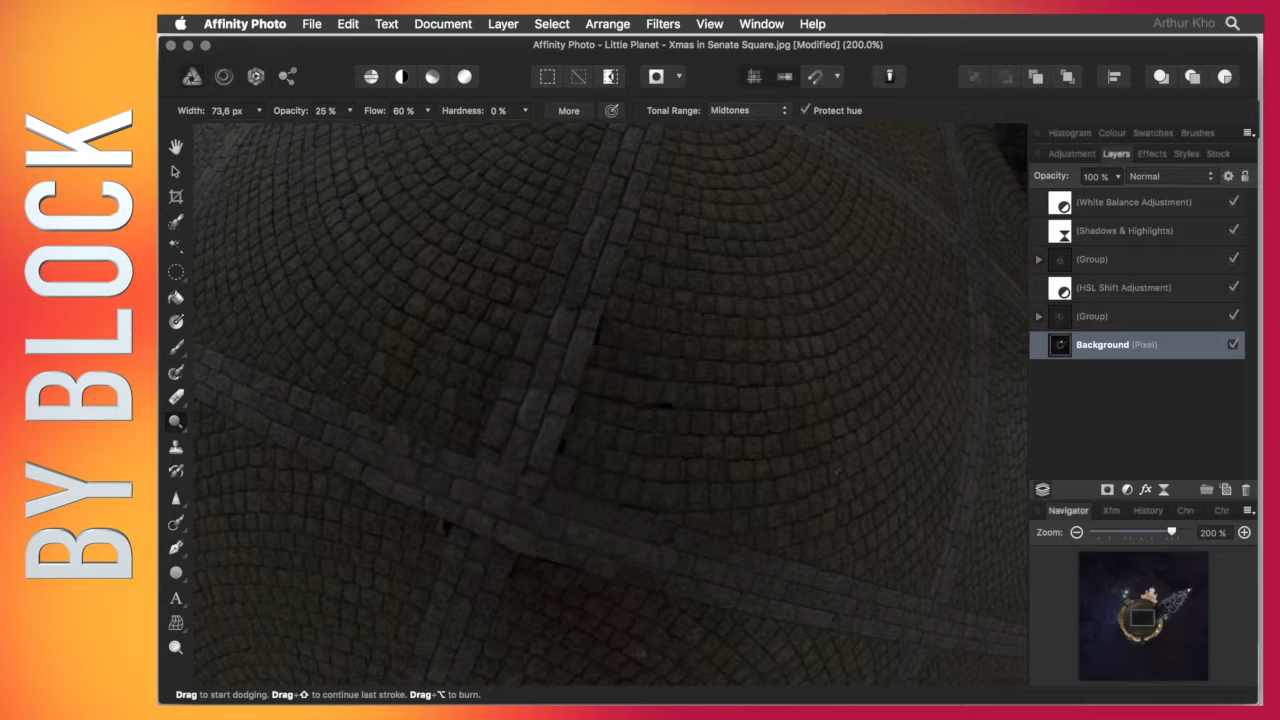 BY BLOCK
Affinity Photo File Edit Text Document Layer Select Arrange Filters View Window Help Arthur Kho
Affinity Photo - Little Planet - Xmas in Senate Square.jpg [Modified] (200.0%)
Width: 73,6 px Opacity: 25 % Flow: 60 % Hardness: 0 % More Tonal Range: Midtones Protect hue
Histogram Colour Swatches Brushes
Adjustment Layers Effects Styles Stock
Opacity: 100 % Normal
(White Balance Adjustment)
(Shadows & Highlights)
(Group)
(HSL Shift Adjustment)
(Group)
Background (Pixel)
fx
Navigator Xfm History Chn Chr
Zoom: 200 %
A
Drag to start dodging. Drag+⇧ to continue last stroke. Drag+⌥ to burn.